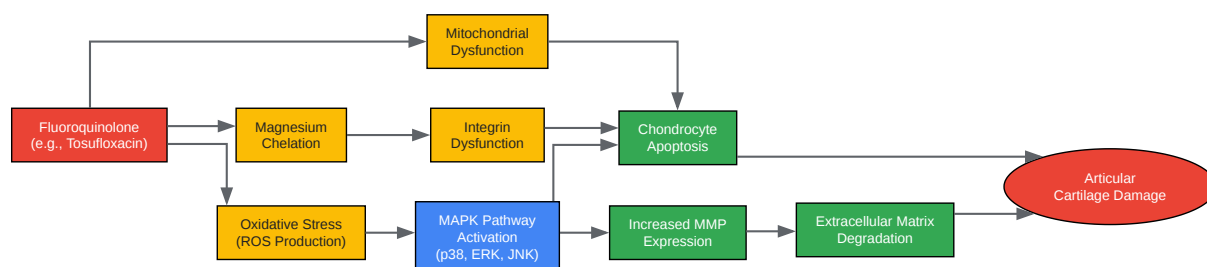 Mitochondrial
Dysfunction
Fluoroquinolone
(e.g., Tosufloxacin)
Magnesium
Chelation
Integrin
Dysfunction
Chondrocyte
Apoptosis
Articular
Cartilage Damage
Oxidative Stress
(ROS Production)
MAPK Pathway
Activation
(p38, ERK, JNK)
Increased MMP
Expression
Extracellular Matrix
Degradation